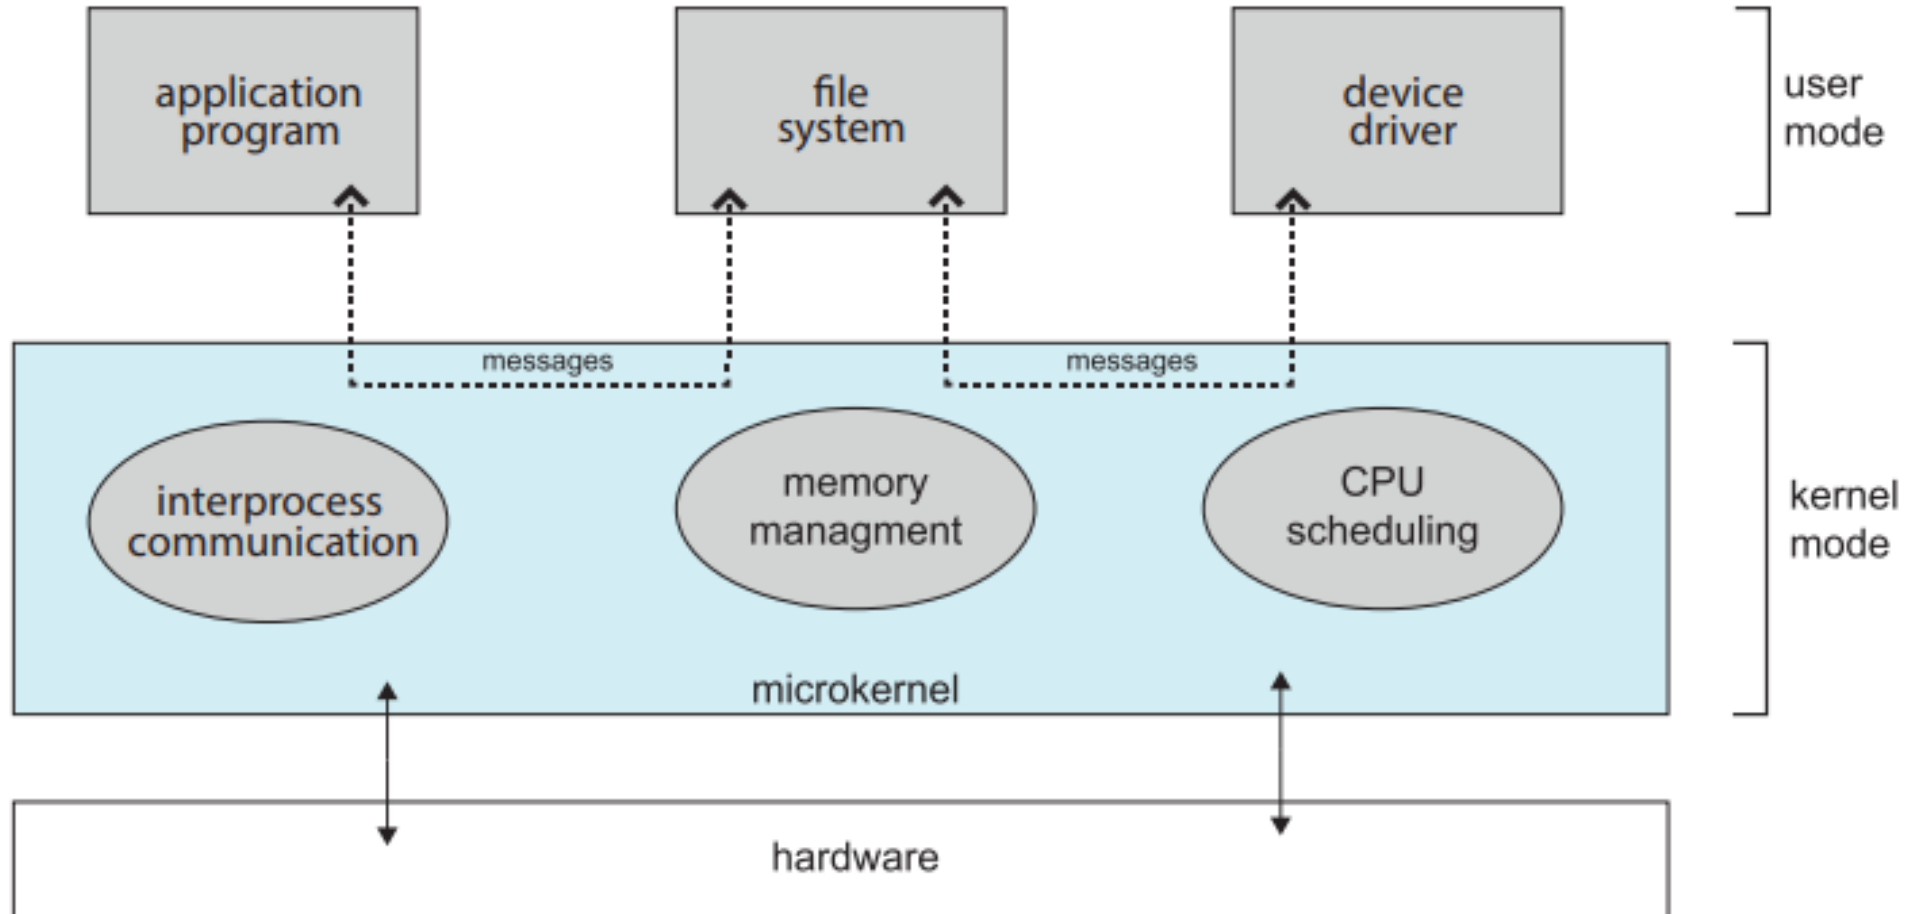 application
program
file
system
device
driver
user
mode
messages
messages
interprocess
communication
memory
managment
CPU
scheduling
kernel
mode
microkernel
hardware